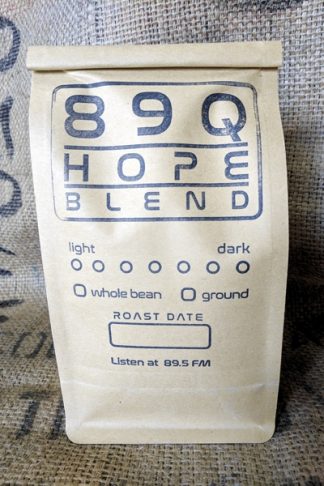 89Q
HOPE
BLEND
light dark
whole bean ground
ROAST DATE
Listen at 89.5 FM